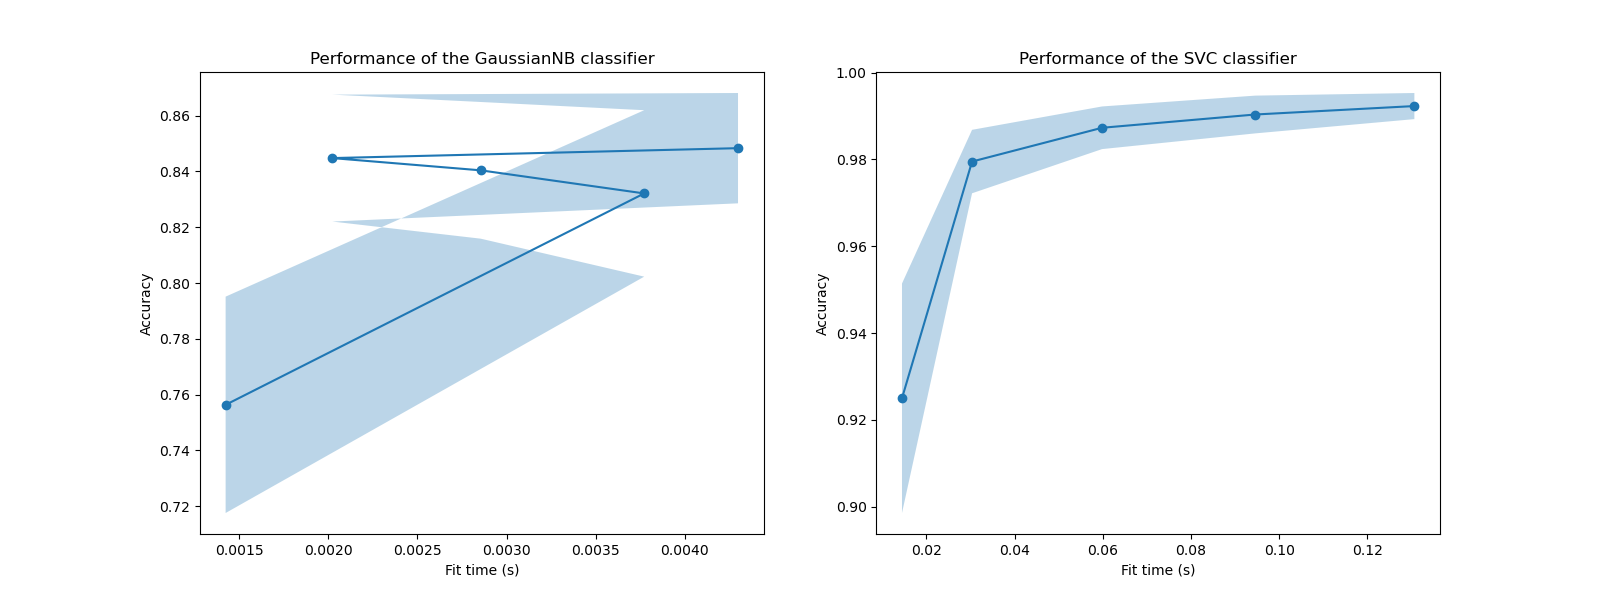 Performance of the GaussianNB classifier
Accuracy
0.86
0.84
0.82
0.80
0.78
0.76
0.74
0.72
0.0015 0.0020 0.0025 0.0030 0.0035 0.0040
Fit time (s)
Performance of the SVC classifier
Accuracy
1.00
0.98
0.96
0.94
0.92
0.90
0.02 0.04 0.06 0.08 0.10 0.12
Fit time (s)